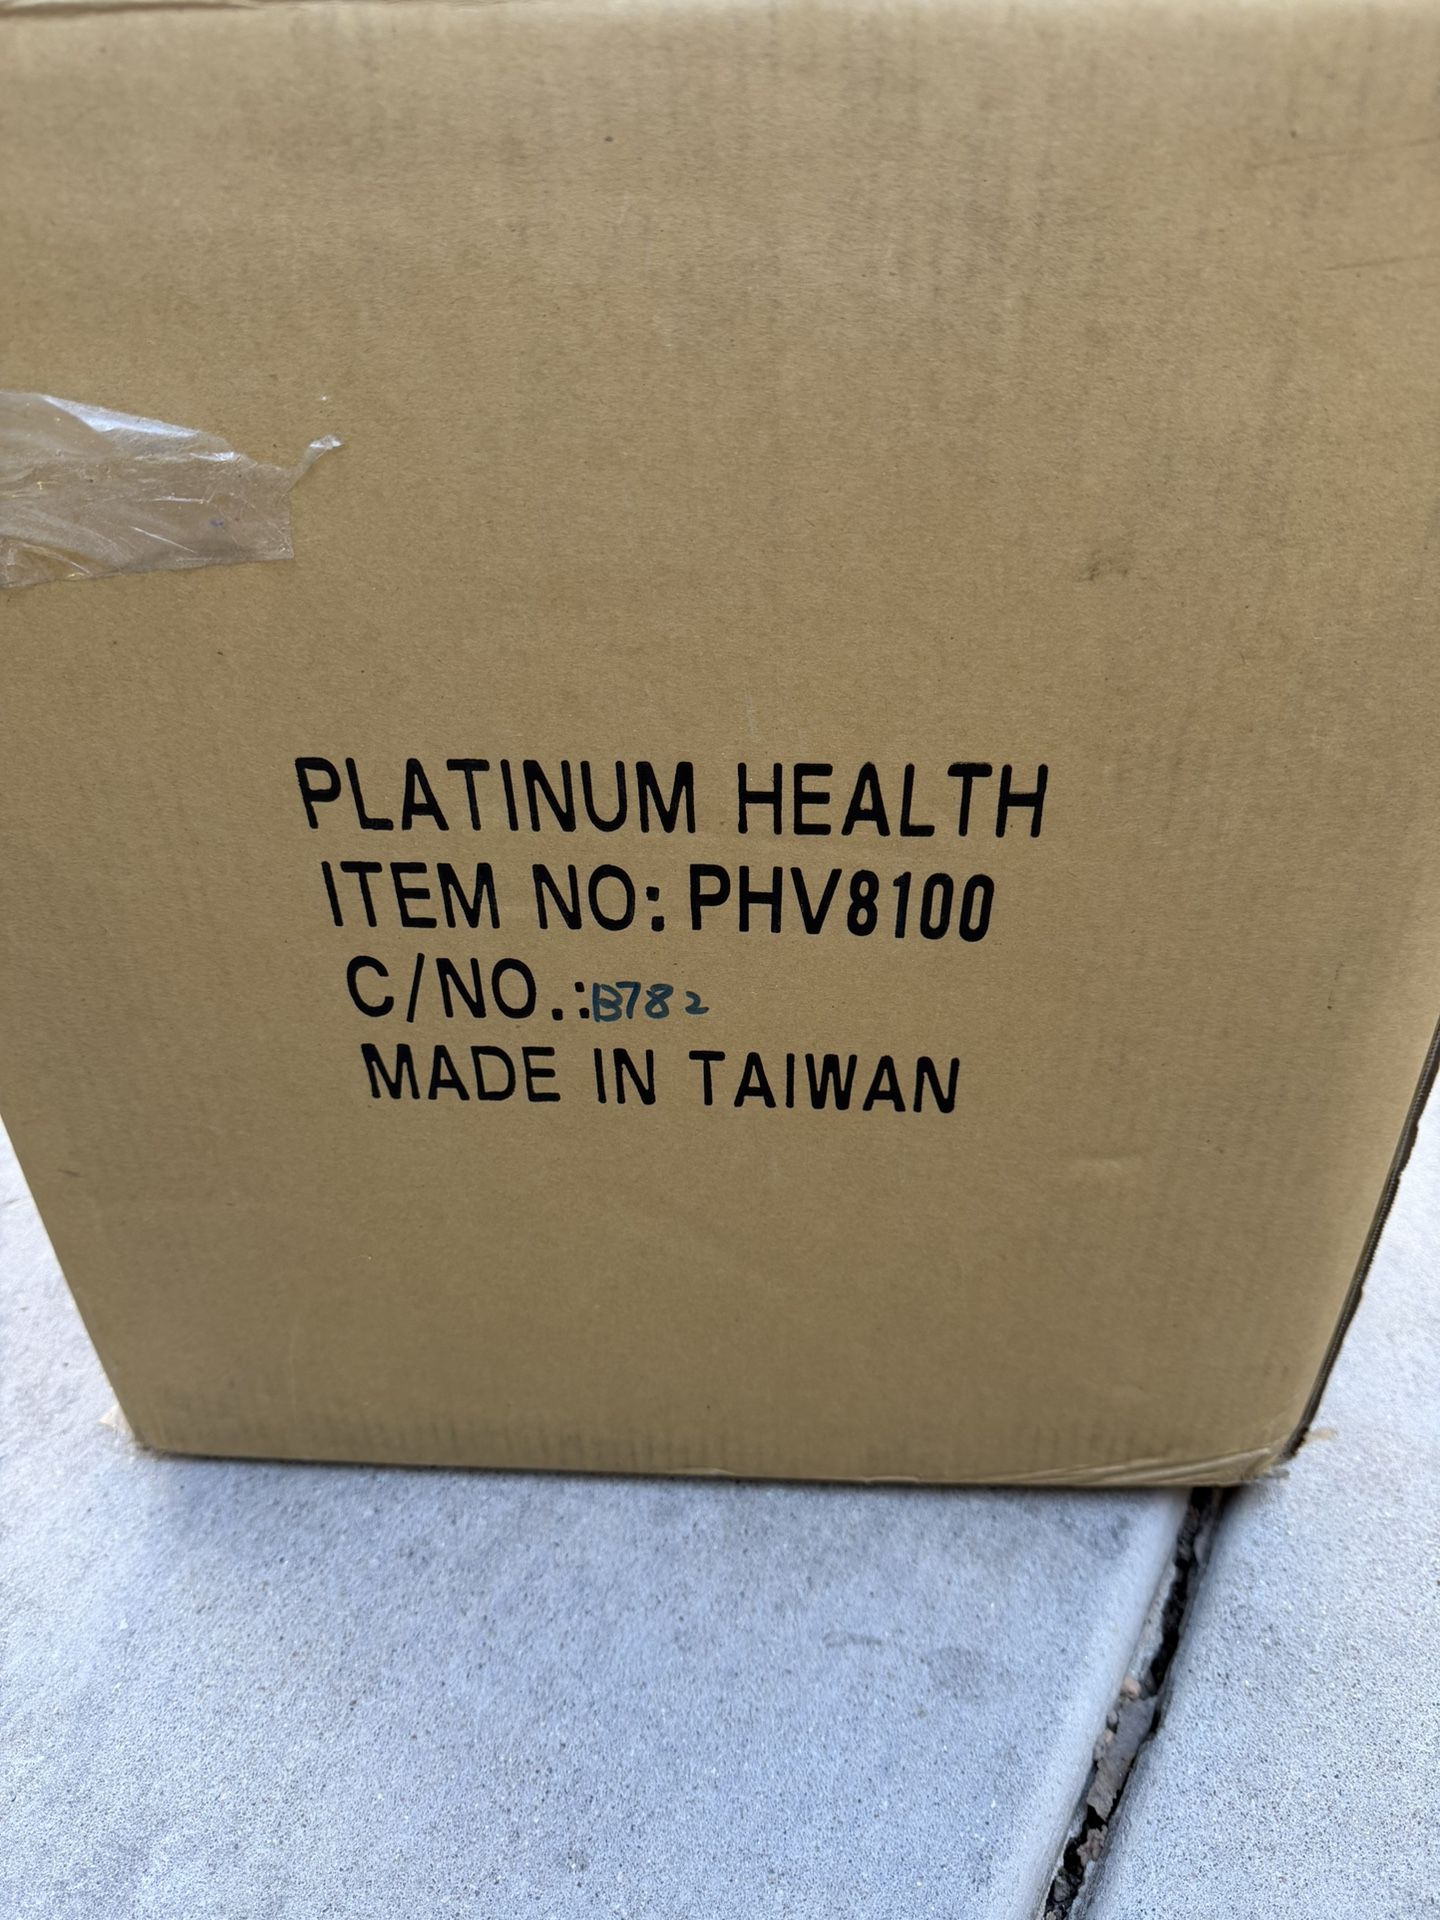 PLATINUM HEALTH
ITEM NO: PHV8100
C/NO.:B782
MADE IN TAIWAN